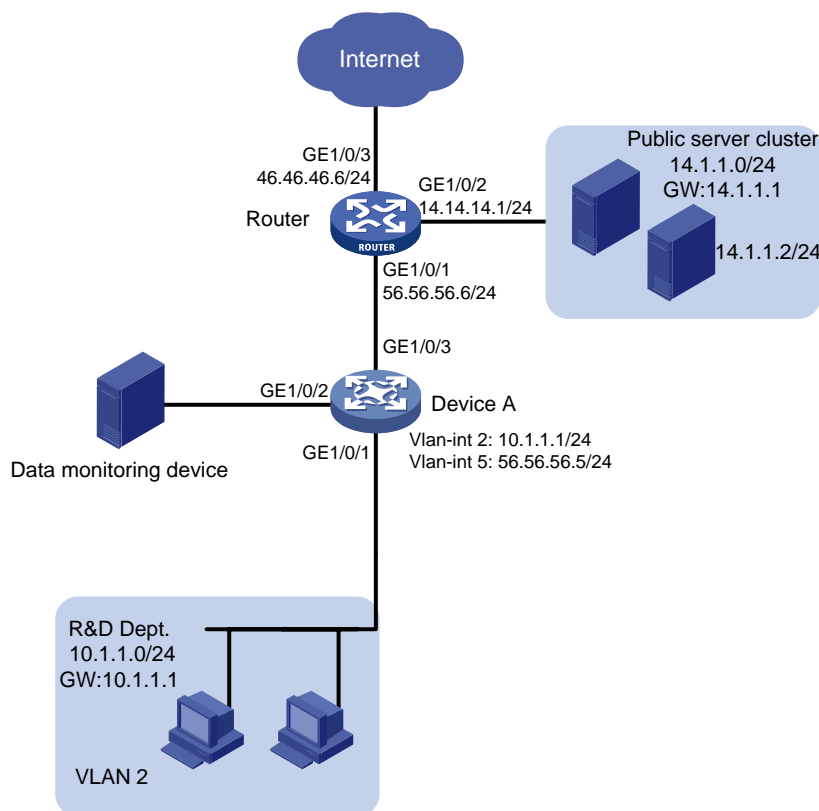 Internet
GE1/0/3
46.46.46.6/24
GE1/0/2
14.14.14.1/24
Router
ROUTER
Public server cluster
14.1.1.0/24
GW:14.1.1.1
14.1.1.2/24
GE1/0/1
56.56.56.6/24
GE1/0/3
GE1/0/2
Device A
Data monitoring device
GE1/0/1
Vlan-int 2: 10.1.1.1/24
Vlan-int 5: 56.56.56.5/24
R&D Dept.
10.1.1.0/24
GW:10.1.1.1
VLAN 2